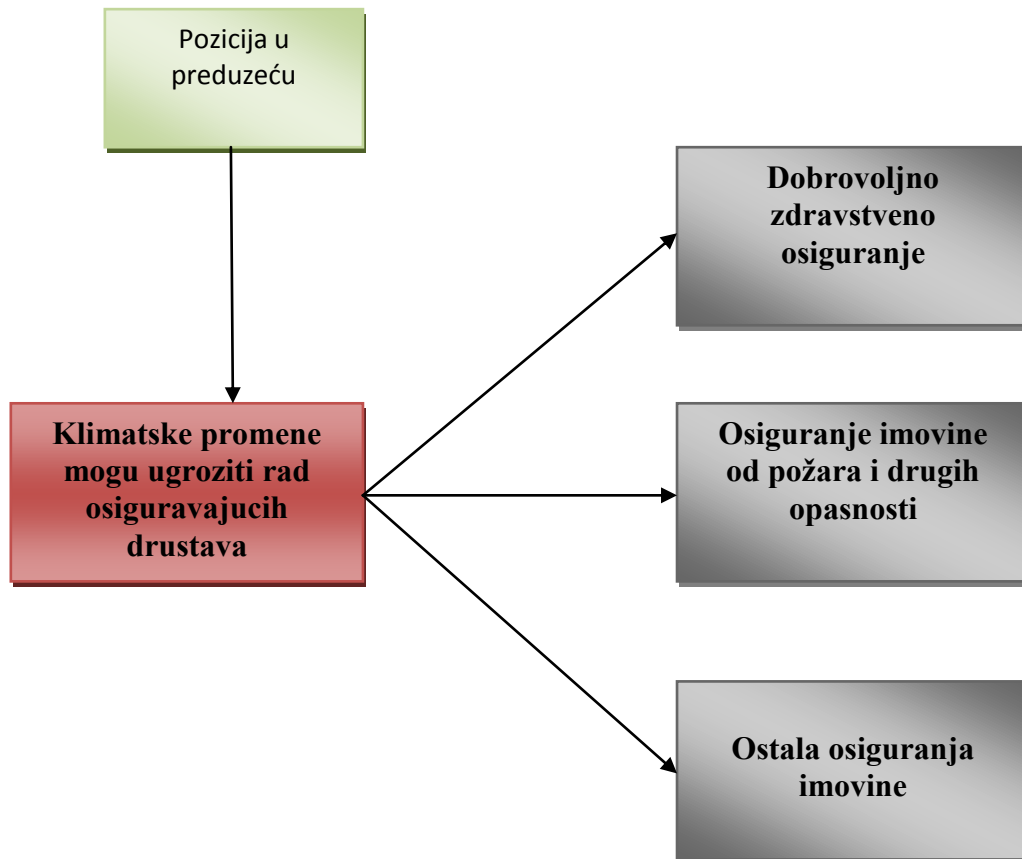 Pozicija u
preduzeću
Dobrovoljno
zdravstveno
osiguranje
Klimatske promene
mogu ugroziti rad
osiguravajucih
drustava
Osiguranje imovine
od požara i drugih
opasnosti
Ostala osiguranja
imovine